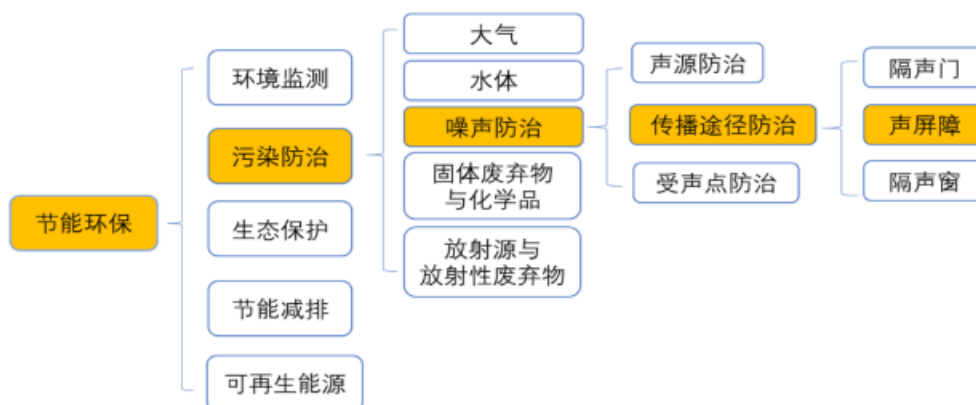 节能环保
环境监测
污染防治
生态保护
节能减排
可再生能源
大气
水体
噪声防治
固体废弃物
与化学品
放射源与
放射性废弃物
声源防治
传播途径防治
受声点防治
隔声门
声屏障
隔声窗